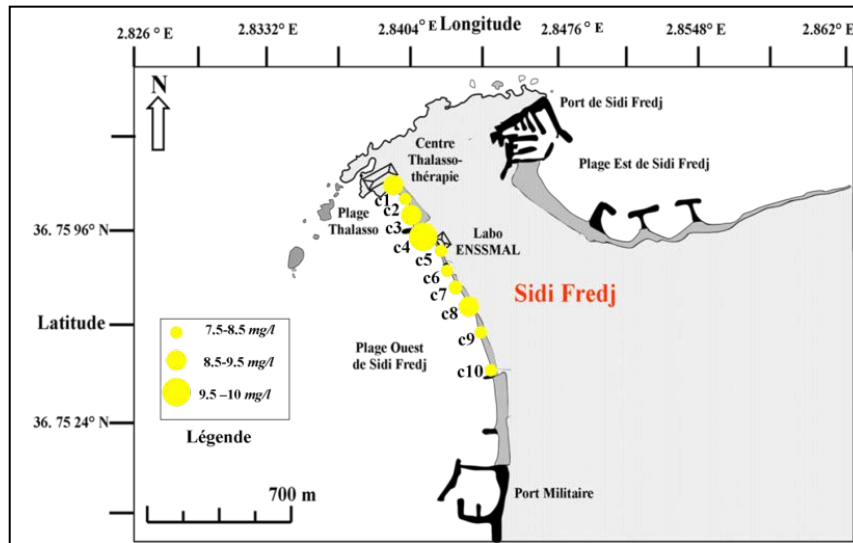 Longitude
2.826 ° E
2.8332 ° E
2.8404 ° E
2.8476 ° E
2.8548 ° E
2.862 ° E
N
Port de Sidi Fredj
Centre
Thalasso-
thérapie
Plage Est de Sidi Fredj
c1
c2
Plage
Thalasso
c3
36. 75 96° N
Labo
ENSSMAL
c4
c5
c6
c7
Sidi Fredj
c8
Latitude
7.5-8.5 mg/l
c9
Plage Ouest
de Sidi Fredj
8.5-9.5 mg/l
c10
9.5 –10 mg/l
36. 75 24° N
Légende
700 m
Port Militaire